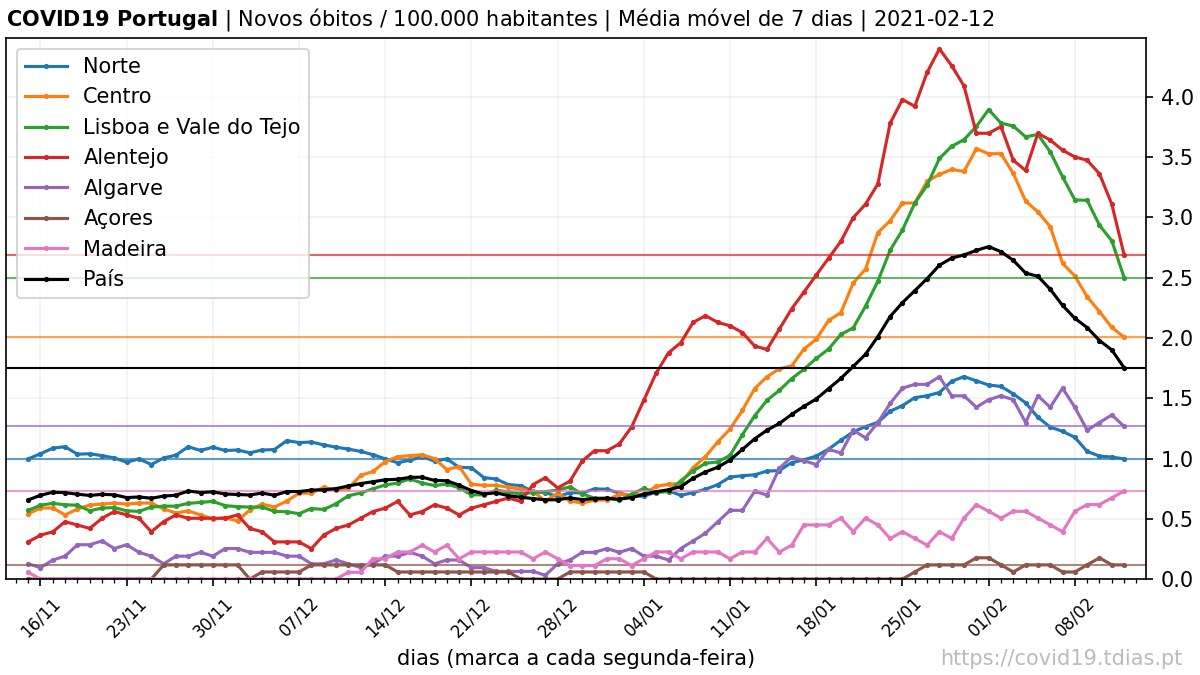 COVID19 Portugal | Novos óbitos / 100.000 habitantes | Média móvel de 7 dias | 2021-02-12
Norte
Centro
Lisboa e Vale do Tejo
Alentejo
Algarve
Açores
Madeira
País
4.0
3.5
3.0
2.5
2.0
1.5
1.0
0.5
0.0
16/11 23/11 30/11 07/12 14/12 21/12 28/12 04/01 11/01 18/01 25/01 01/02 08/02
dias (marca a cada segunda-feira)
https://covid19.tdias.pt